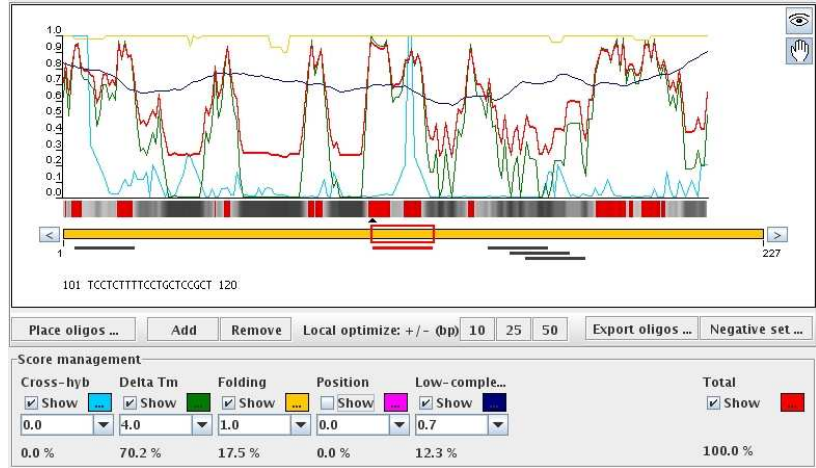 1.0
0.9
0.8
0.7
0.6
0.5
0.4
0.3
0.2
0.1
0.0
< >
1 227
101 TCCTCTTTTCCTGCTCCGCT 120
Place oligos ... Add Remove Local optimize: +/- (bp) 10 25 50 Export oligos ... Negative set ...
Score management
Cross-hyb Delta Tm Folding Position Low-comple... Total
Show ... Show ... Show ... Show ... Show ... Show ...
0.0 4.0 1.0 0.0 0.7
0.0 % 70.2 % 17.5 % 0.0 % 12.3 % 100.0 %